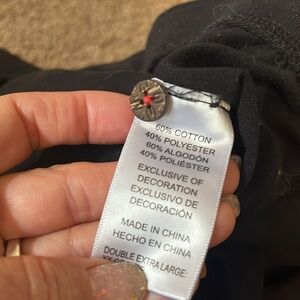 60% COTTON
40% POLYESTER
60% ALGODÓN
40% POLIÉSTER
EXCLUSIVE OF
DECORATION
EXCLUSIVO DE
DECORACIÓN
MADE IN CHINA
HECHO EN CHINA
DOUBLE EXTRA LARGE